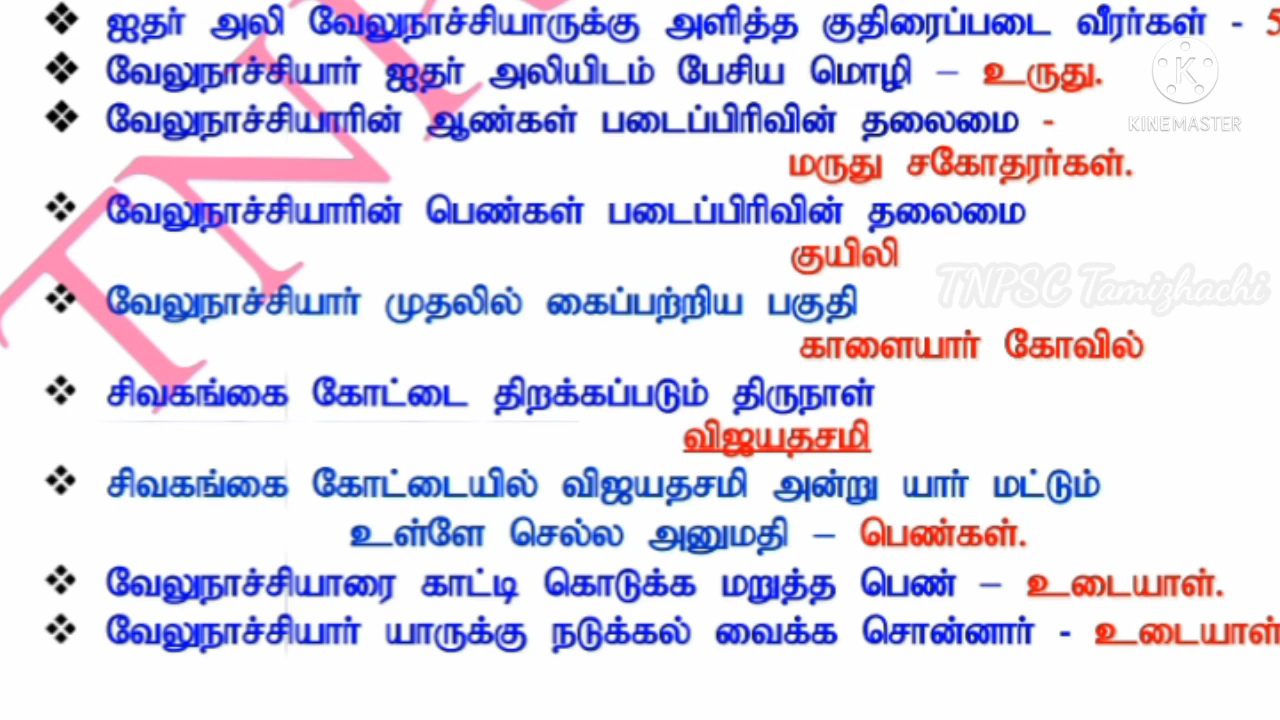 ❖ ஐதர் அலி வேலுநாச்சியாருக்கு அளித்த குதிரைப்படை வீரர்கள் - 5
❖ வேலுநாச்சியார் ஐதர் அலியிடம் பேசிய மொழி – உருது.
KINEMASTER
❖ வேலுநாச்சியாரின் ஆண்கள் படைப்பிரிவின் தலைமை -
மருது சகோதரர்கள்.
❖ வேலுநாச்சியாரின் பெண்கள் படைப்பிரிவின் தலைமை
குயிலி
TNPSC Tamizhachi
❖ வேலுநாச்சியார் முதலில் கைப்பற்றிய பகுதி
காளையார் கோவில்
❖ சிவகங்கை கோட்டை திறக்கப்படும் திருநாள்
விஜயதசமி
❖ சிவகங்கை கோட்டையில் விஜயதசமி அன்று யார் மட்டும்
உள்ளே செல்ல அனுமதி – பெண்கள்.
❖ வேலுநாச்சியாரை காட்டி கொடுக்க மறுத்த பெண் – உடையாள்.
❖ வேலுநாச்சியார் யாருக்கு நடுக்கல் வைக்க சொன்னார் - உடையாள்